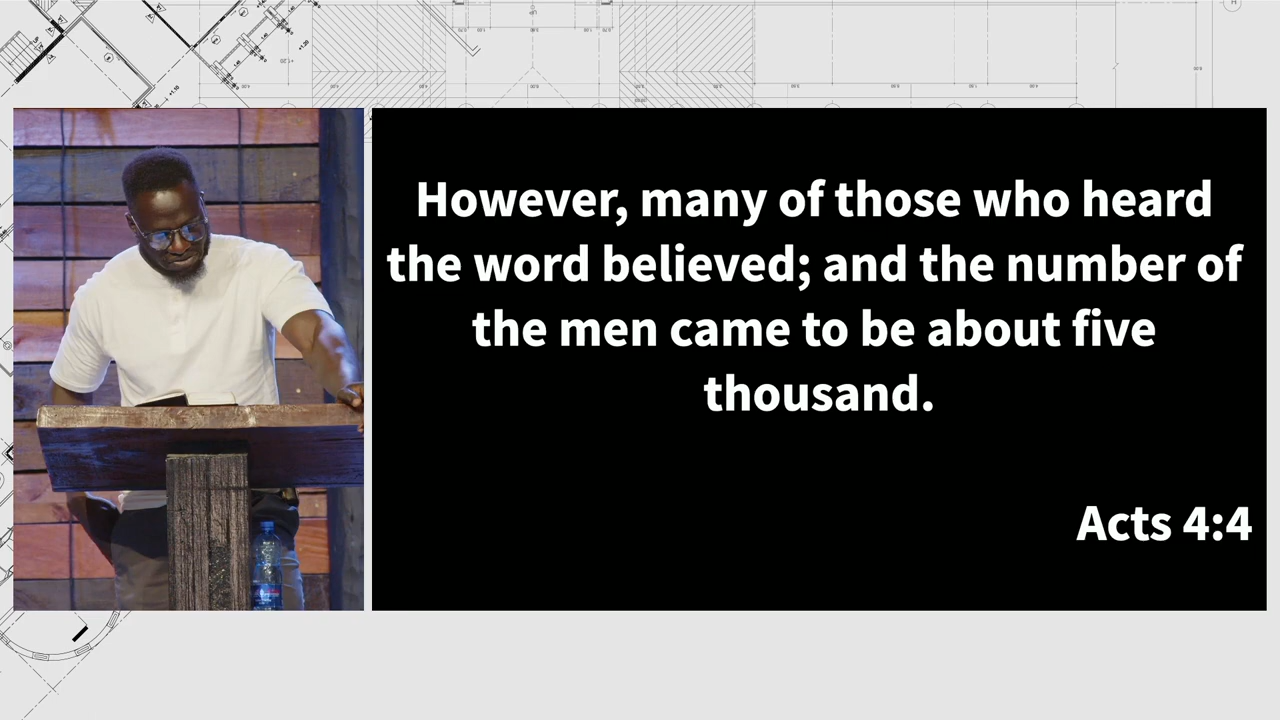 However, many of those who heard
the word believed; and the number of
the men came to be about five
thousand.
Acts 4:4